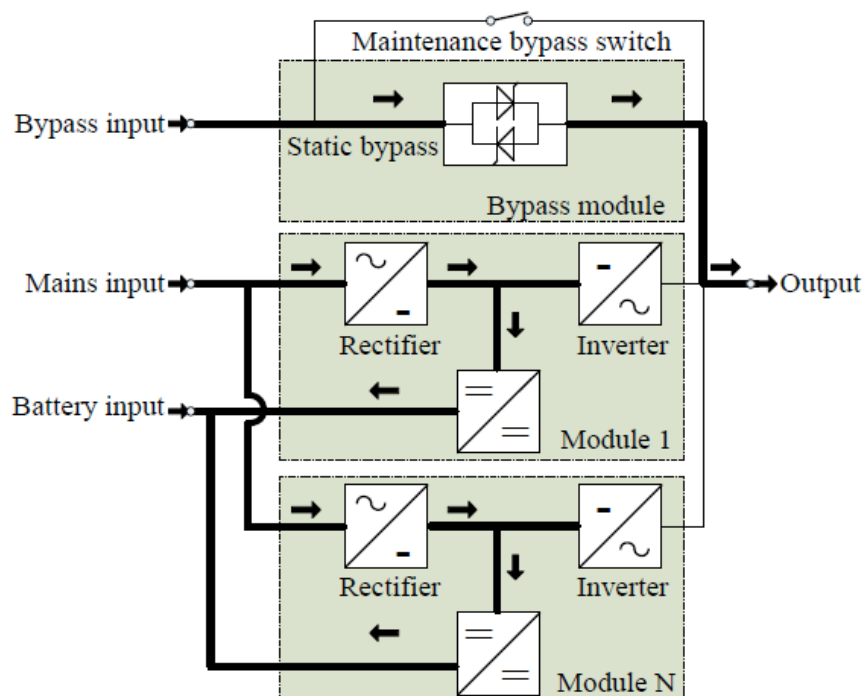 Maintenance bypass switch
Bypass input
Static bypass
Bypass module
Mains input
Output
Rectifier
Inverter
Battery input
Module 1
Rectifier
Inverter
Module N